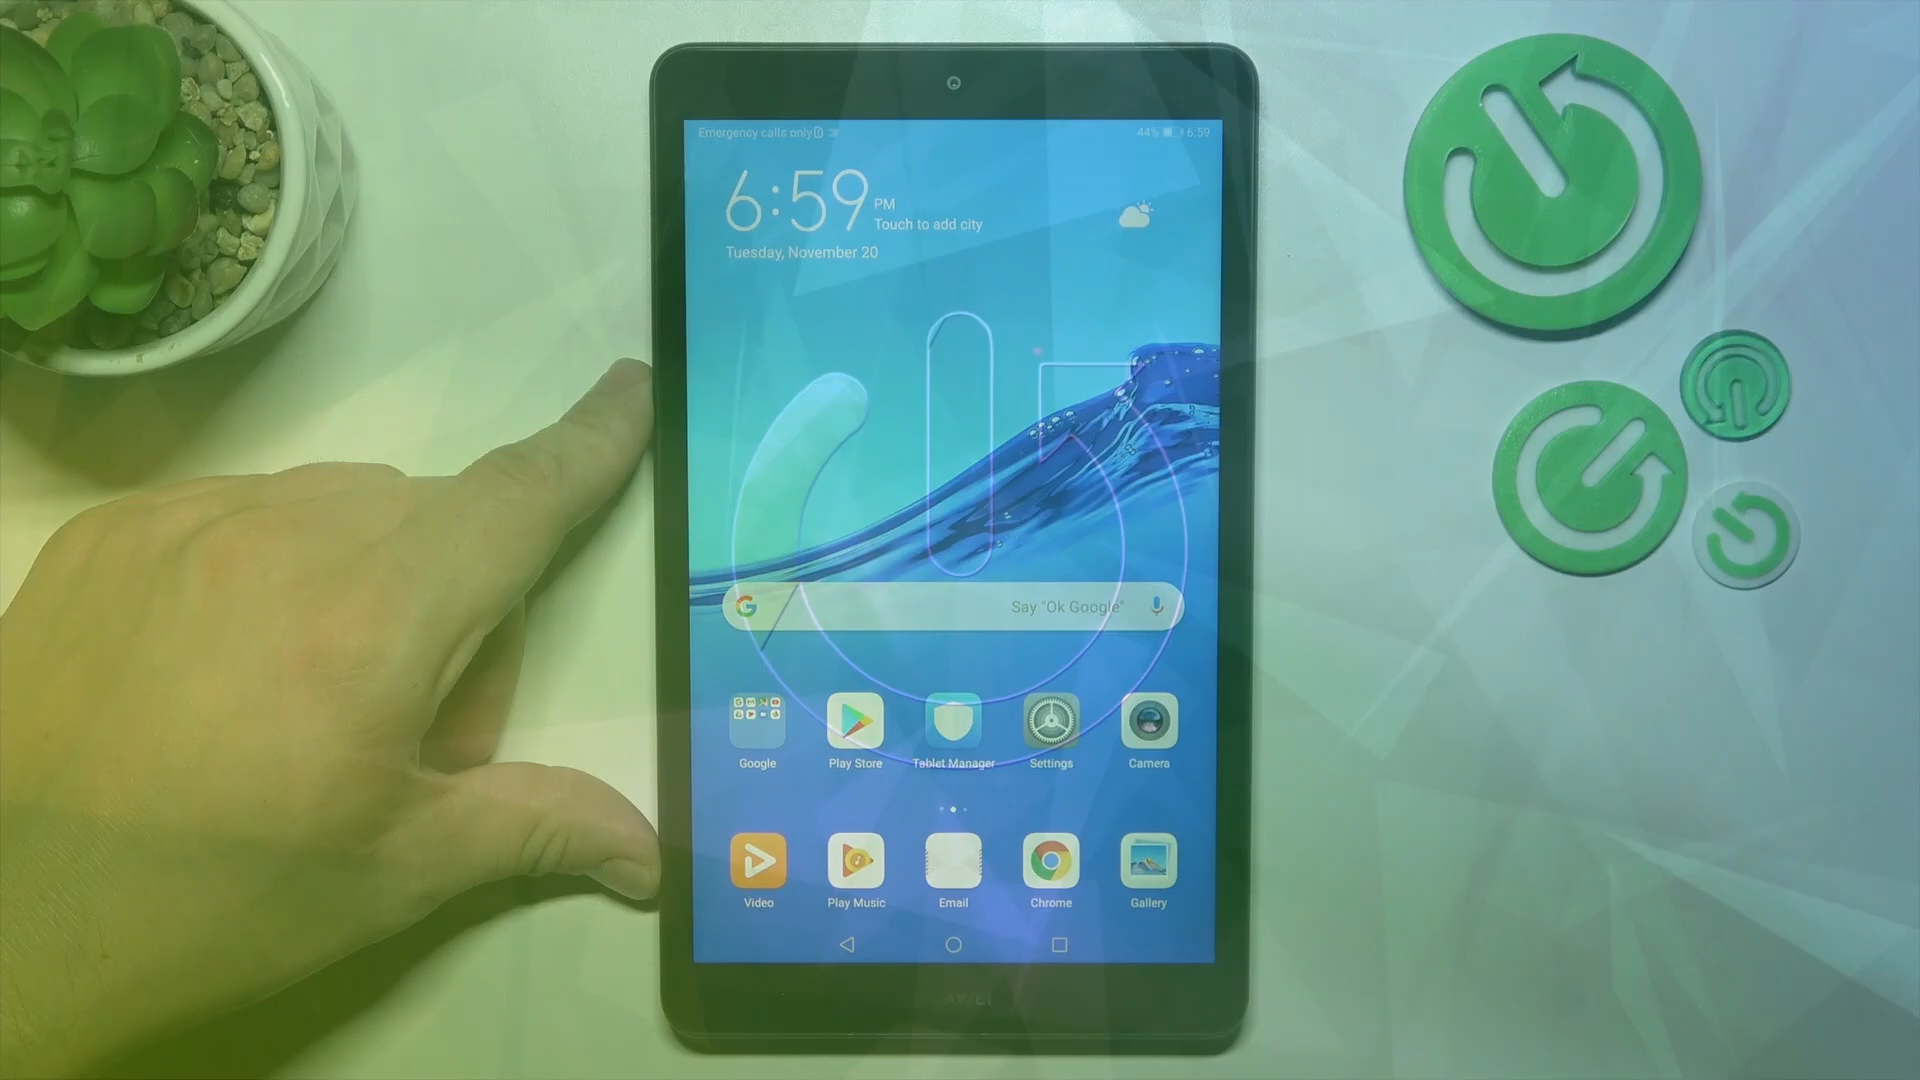 Emergency calls only
44% 6:59
6:59 PM
Touch to add city
Tuesday, November 20
Say "Ok Google"
Google Play Store Tablet Manager Settings Camera
Video Play Music Email Chrome Gallery